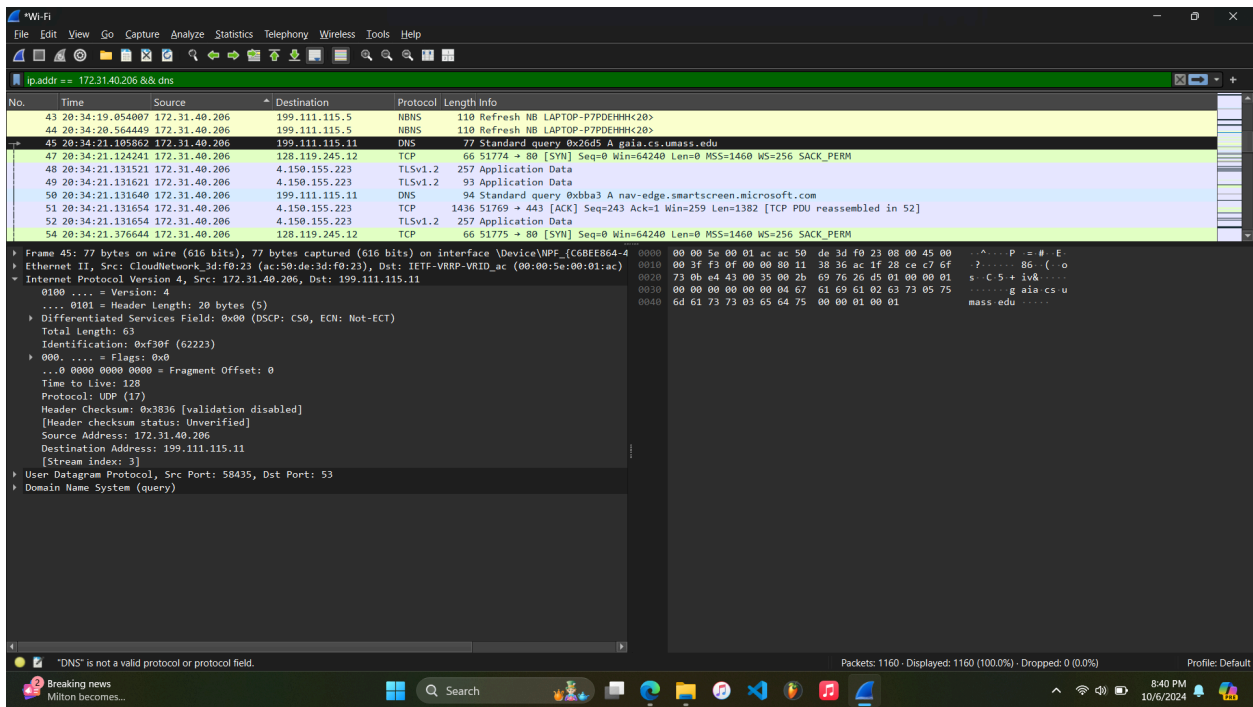 *Wi-Fi
File Edit View Go Capture Analyze Statistics Telephony Wireless Tools Help
ip.addr == 172.31.40.206 && dns
No. Time Source Destination Protocol Length Info
43 20:34:19.054007 172.31.40.206 199.111.115.5 NBNS 110 Refresh NB LAPTOP-P7PDEHHH<20>
44 20:34:20.564449 172.31.40.206 199.111.115.5 NBNS 110 Refresh NB LAPTOP-P7PDEHHH<20>
45 20:34:21.105862 172.31.40.206 199.111.115.11 DNS 77 Standard query 0x26d5 A gaia.cs.umass.edu
47 20:34:21.124241 172.31.40.206 128.119.245.12 TCP 66 51774 → 80 [SYN] Seq=0 Win=64240 Len=0 MSS=1460 WS=256 SACK_PERM
48 20:34:21.131521 172.31.40.206 4.150.155.223 TLSv1.2 257 Application Data
49 20:34:21.131621 172.31.40.206 4.150.155.223 TLSv1.2 93 Application Data
50 20:34:21.131640 172.31.40.206 199.111.115.11 DNS 94 Standard query 0xbba3 A nav-edge.smartscreen.microsoft.com
51 20:34:21.131654 172.31.40.206 4.150.155.223 TCP 1436 51769 → 443 [ACK] Seq=243 Ack=1 Win=259 Len=1382 [TCP PDU reassembled in 52]
52 20:34:21.131654 172.31.40.206 4.150.155.223 TLSv1.2 257 Application Data
54 20:34:21.376644 172.31.40.206 128.119.245.12 TCP 66 51775 → 80 [SYN] Seq=0 Win=64240 Len=0 MSS=1460 WS=256 SACK_PERM
Frame 45: 77 bytes on wire (616 bits), 77 bytes captured (616 bits) on interface \Device\NPF_{C6BEE864-4
Ethernet II, Src: CloudNetwork_3d:f0:23 (ac:50:de:3d:f0:23), Dst: IETF-VRRP-VRID_ac (00:00:5e:00:01:ac)
Internet Protocol Version 4, Src: 172.31.40.206, Dst: 199.111.115.11
0100 .... = Version: 4
.... 0101 = Header Length: 20 bytes (5)
Differentiated Services Field: 0x00 (DSCP: CS0, ECN: Not-ECT)
Total Length: 63
Identification: 0xf30f (62223)
000. .... = Flags: 0x0
...0 0000 0000 0000 = Fragment Offset: 0
Time to Live: 128
Protocol: UDP (17)
Header Checksum: 0x3836 [validation disabled]
[Header checksum status: Unverified]
Source Address: 172.31.40.206
Destination Address: 199.111.115.11
[Stream index: 3]
User Datagram Protocol, Src Port: 58435, Dst Port: 53
Domain Name System (query)
0000 00 00 5e 00 01 ac ac 50 de 3d f0 23 08 00 45 00 ··^····P ·=·#··E·
0010 00 3f f3 0f 00 00 80 11 38 36 ac 1f 28 ce c7 6f ·?······ 86··(··o
0020 73 0b e4 43 00 35 00 2b 69 76 26 d5 01 00 00 01 s··C·5·+ iv&·····
0030 00 00 00 00 00 00 04 67 61 69 61 02 63 73 05 75 ·······g aia·cs·u
0040 6d 61 73 73 03 65 64 75 00 00 01 00 01 mass·edu ·····
"DNS" is not a valid protocol or protocol field.
Packets: 1160 · Displayed: 1160 (100.0%) · Dropped: 0 (0.0%)
Profile: Default
2
Breaking news
Milton becomes...
Search
8:40 PM
10/6/2024
PRE